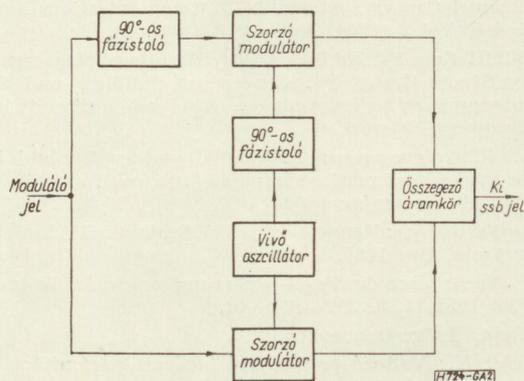 90°-os
fázistoló
Szorzó
modulátor
90°-os
fázistoló
Moduláló
jel
Összegező
áramkör
Ki
ssb jel
Vivő
oszcillátor
Szorzó
modulátor
H724-GA2